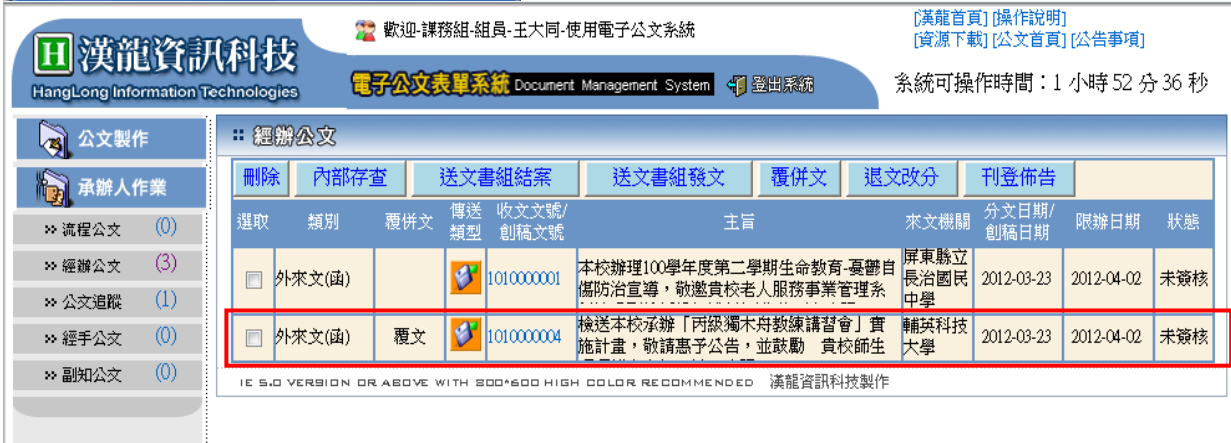 歡迎-課務組-組員-王大同-使用電子公文系統
[漢龍首頁] [操作說明]
[資源下載] [公文首頁] [公告事項]
H 漢龍資訊科技
HangLong Information Technologies
電子公文表單系統 Document Management System 登出系統
系統可操作時間：1 小時 52 分 36 秒
公文製作
承辦人作業
流程公文 (0)
經辦公文 (3)
公文追蹤 (1)
經手公文 (0)
副知公文 (0)
經辦公文
刪除 內部存查 送文書組結案 送文書組發文 覆併文 退文改分 刊登佈告
選取 類別 覆併文 傳送類型 收文文號/創稿文號 主旨 來文機關 分文日期/創稿日期 限辦日期 狀態
外來文(函) 1010000001 本校辦理100學年度第二學期生命教育-憂鬱自
傷防治宣導，敬邀貴校老人服務事業管理系
屏東縣立長治國民中學 2012-03-23 2012-04-02 未簽核
外來文(函) 覆文 1010000004 檢送本校承辦「丙級獨木舟教練講習會」實
施計畫，敬請惠予公告，並鼓勵 貴校師生
輔英科技大學 2012-03-23 2012-04-02 未簽核
IE 5.0 VERSION OR ABOVE WITH 800*600 HIGH COLOR RECOMMENDED 漢龍資訊科技製作